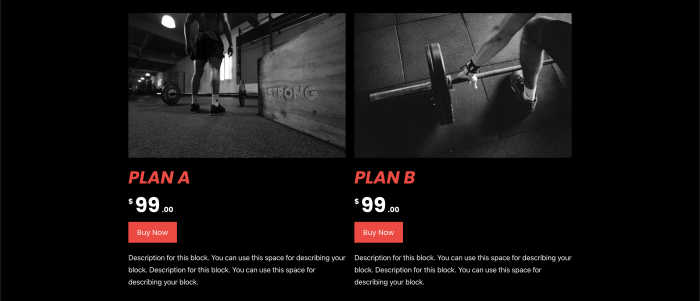 STRONG
PLAN A
$99.00
Buy Now
Description for this block. You can use this space for describing your
block. Description for this block. You can use this space for
describing your block.
PLAN B
$99.00
Buy Now
Description for this block. You can use this space for describing your
block. Description for this block. You can use this space for
describing your block.